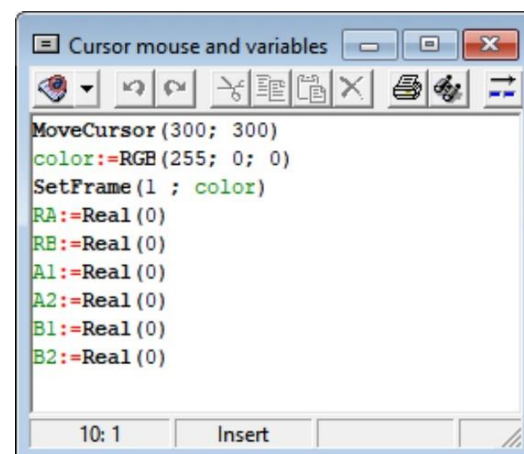 Cursor mouse and variables
MoveCursor(300; 300)
color:=RGB(255; 0; 0)
SetFrame(1 ; color)
RA:=Real(0)
RB:=Real(0)
A1:=Real(0)
A2:=Real(0)
B1:=Real(0)
B2:=Real(0)
10: 1 Insert